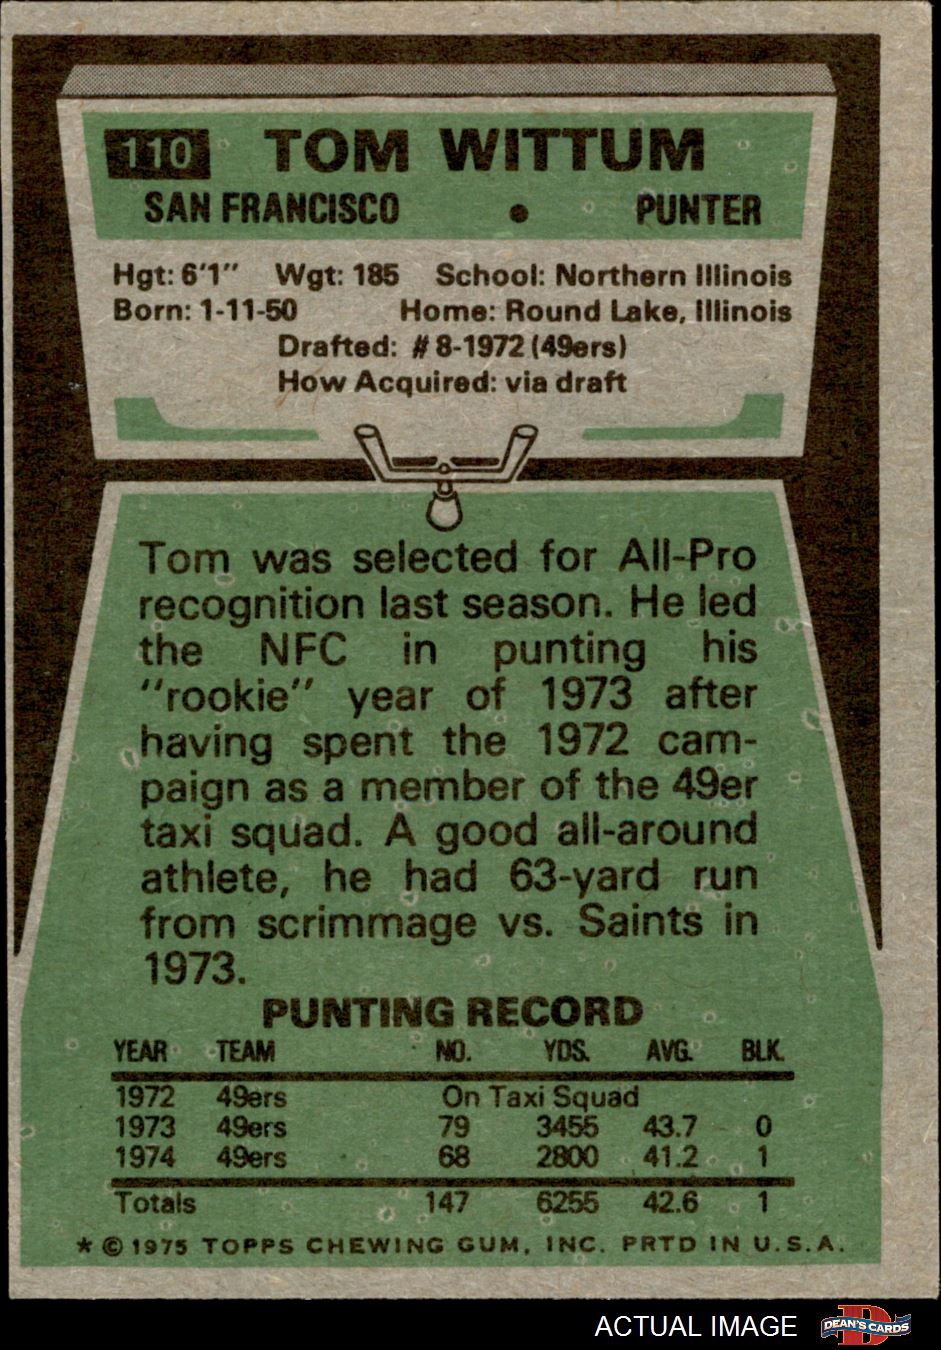 110 TOM WITTUM
SAN FRANCISCO • PUNTER
Hgt: 6'1" Wgt: 185 School: Northern Illinois
Born: 1-11-50 Home: Round Lake, Illinois
Drafted: #8-1972 (49ers)
How Acquired: via draft
Tom was selected for All-Pro
recognition last season. He led
the NFC in punting his
"rookie" year of 1973 after
having spent the 1972 cam-
paign as a member of the 49er
taxi squad. A good all-around
athlete, he had 63-yard run
from scrimmage vs. Saints in
1973.
PUNTING RECORD
YEAR TEAM NO. YDS. AVG. BLK.
1972 49ers On Taxi Squad
1973 49ers 79 3455 43.7 0
1974 49ers 68 2800 41.2 1
Totals 147 6255 42.6 1
* © 1975 TOPPS CHEWING GUM, INC. PRTD IN U.S.A.
ACTUAL IMAGE D DEAN'S CARDS